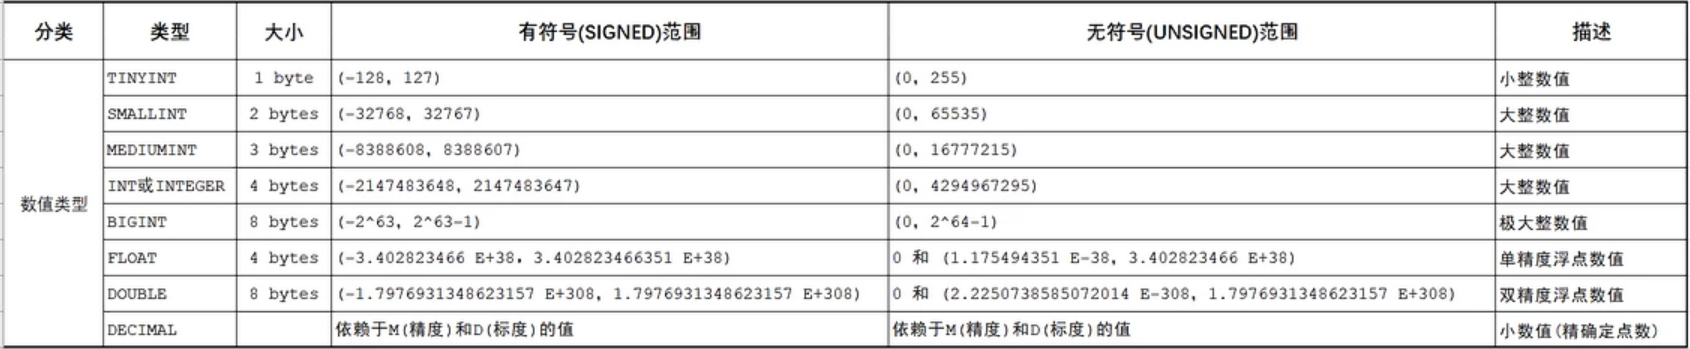 分类 类型 大小 有符号(SIGNED)范围 无符号(UNSIGNED)范围 描述
数值类型
TINYINT 1 byte (-128, 127) (0, 255) 小整数值
SMALLINT 2 bytes (-32768, 32767) (0, 65535) 大整数值
MEDIUMINT 3 bytes (-8388608, 8388607) (0, 16777215) 大整数值
INT或INTEGER 4 bytes (-2147483648, 2147483647) (0, 4294967295) 大整数值
BIGINT 8 bytes (-2^63, 2^63-1) (0, 2^64-1) 极大整数值
FLOAT 4 bytes (-3.402823466 E+38, 3.402823466351 E+38) 0 和 (1.175494351 E-38, 3.402823466 E+38) 单精度浮点数值
DOUBLE 8 bytes (-1.7976931348623157 E+308, 1.7976931348623157 E+308) 0 和 (2.2250738585072014 E-308, 1.7976931348623157 E+308) 双精度浮点数值
DECIMAL 依赖于M(精度)和D(标度)的值 依赖于M(精度)和D(标度)的值 小数值(精确定点数)